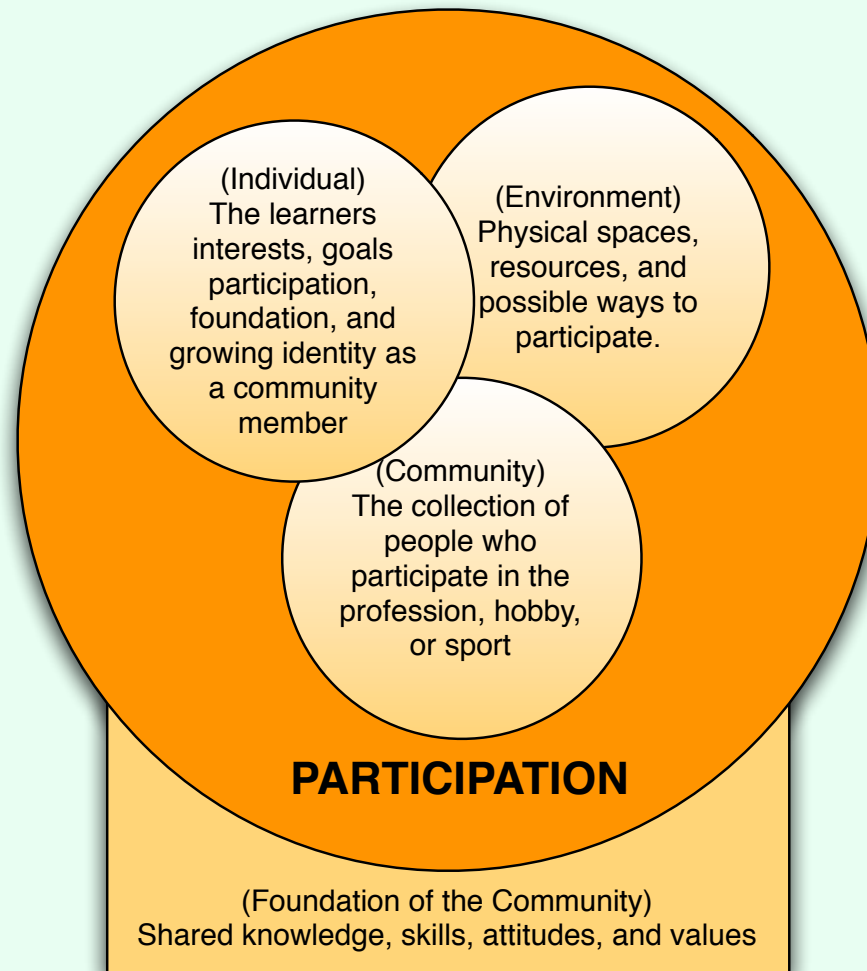 (Individual)
The learners
interests, goals
participation,
foundation, and
growing identity as
a community
member
(Environment)
Physical spaces,
resources, and
possible ways to
participate.
(Community)
The collection of
people who
participate in the
profession, hobby,
or sport
PARTICIPATION
(Foundation of the Community)
Shared knowledge, skills, attitudes, and values